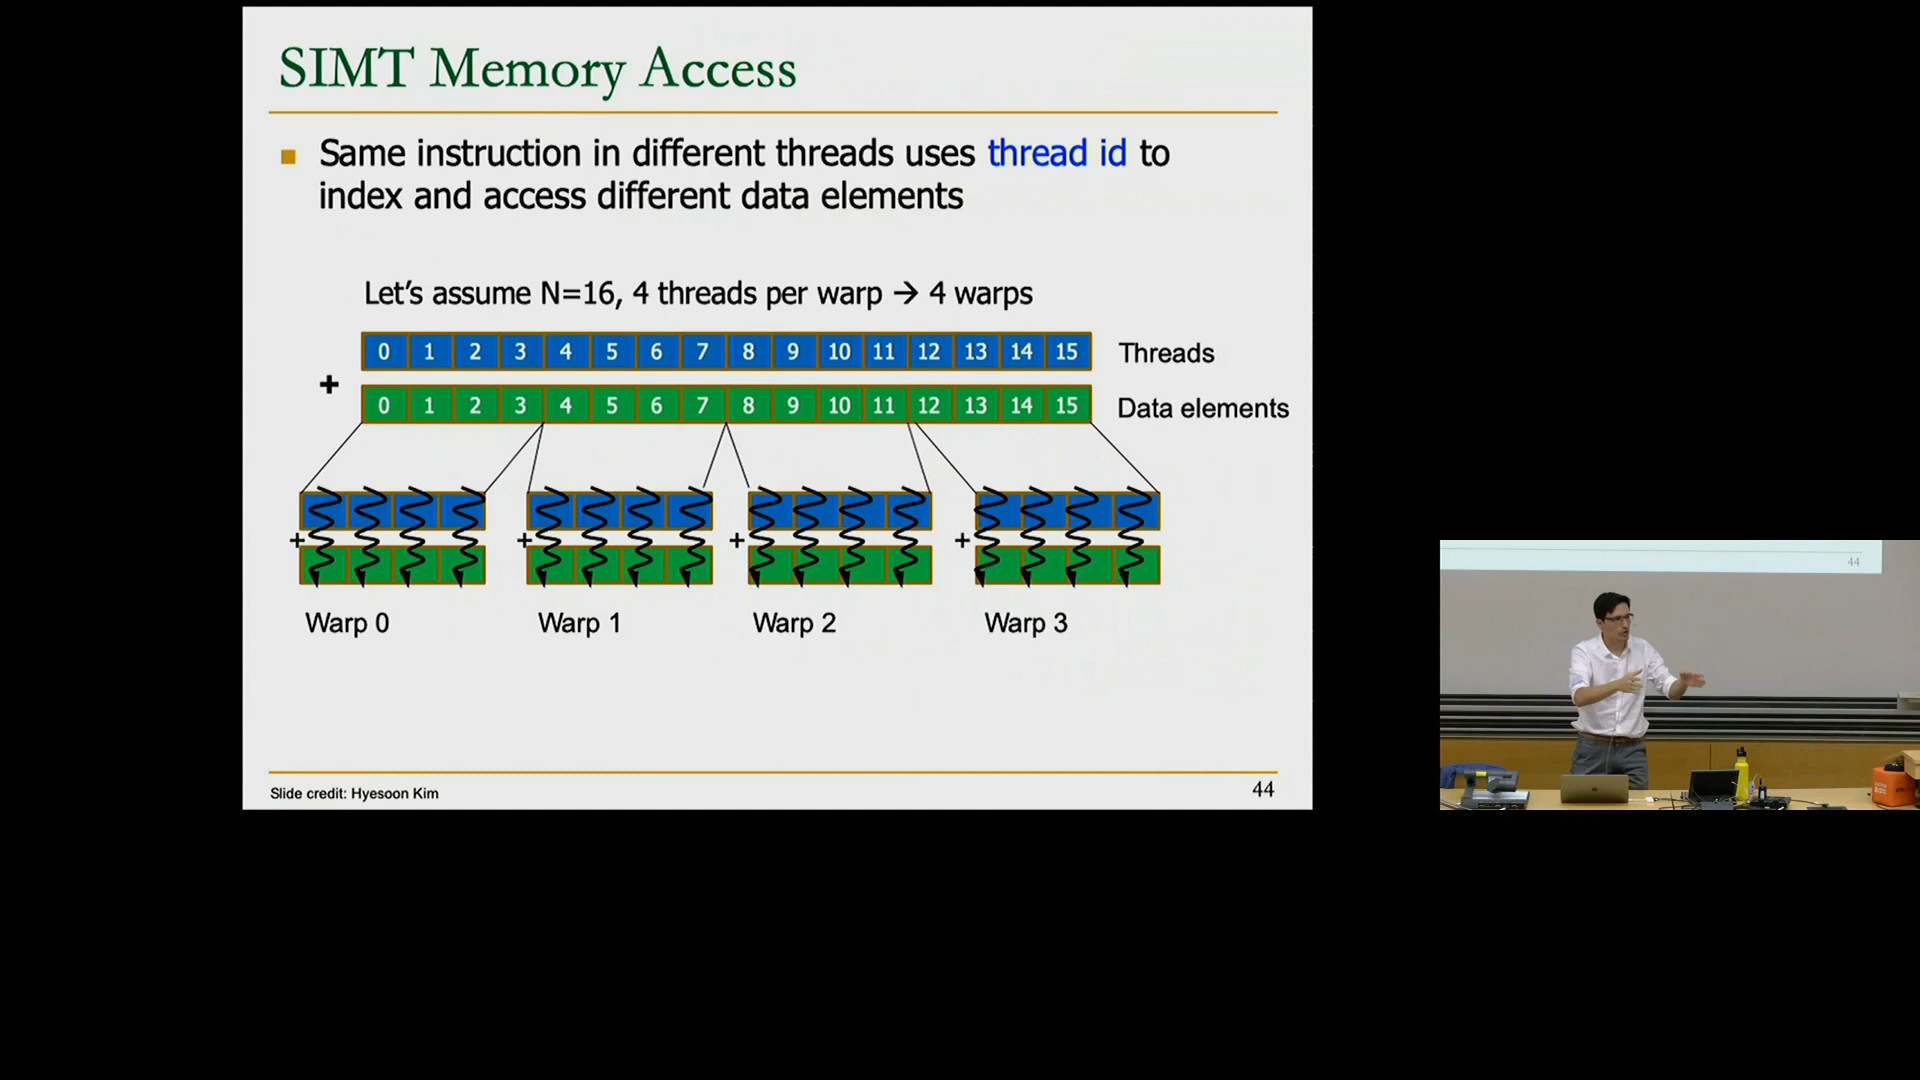 SIMT Memory Access
Same instruction in different threads uses thread id to
index and access different data elements
Let's assume N=16, 4 threads per warp → 4 warps
0 1 2 3 4 5 6 7 8 9 10 11 12 13 14 15 Threads
+
0 1 2 3 4 5 6 7 8 9 10 11 12 13 14 15 Data elements
+ + + +
Warp 0 Warp 1 Warp 2 Warp 3
Slide credit: Hyesoon Kim 44
44